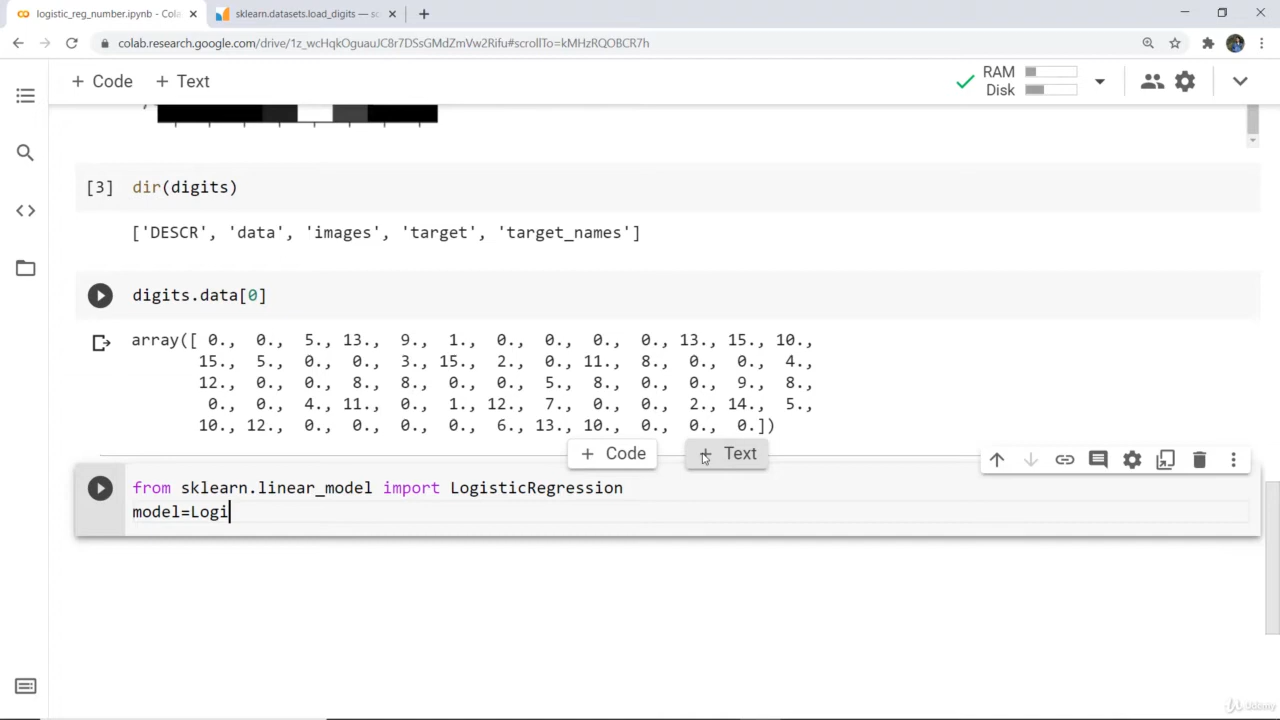 logistic_reg_number.ipynb - Cola
sklearn.datasets.load_digits — sc
colab.research.google.com/drive/1z_wcHqkOguauJC8r7DSsGMdZmVw2Rifu#scrollTo=kMHzRQOBCR7h
+ Code + Text
RAM
Disk
[3] dir(digits)
['DESCR', 'data', 'images', 'target', 'target_names']
digits.data[0]
array([ 0., 0., 5., 13., 9., 1., 0., 0., 0., 0., 13., 15., 10.,
15., 5., 0., 0., 3., 15., 2., 0., 11., 8., 0., 0., 4.,
12., 0., 0., 8., 8., 0., 0., 5., 8., 0., 0., 9., 8.,
0., 0., 4., 11., 0., 1., 12., 7., 0., 0., 2., 14., 5.,
10., 12., 0., 0., 0., 0., 6., 13., 10., 0., 0., 0.])
+ Code + Text
from sklearn.linear_model import LogisticRegression
model=Logi
Udemy